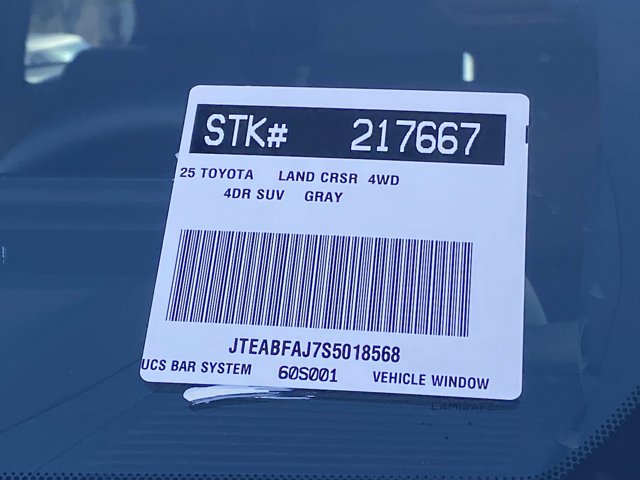 STK# 217667
25 TOYOTA LAND CRSR 4WD
4DR SUV GRAY
JTEABFAJ7S5018568
UCS BAR SYSTEM 60S001 VEHICLE WINDOW